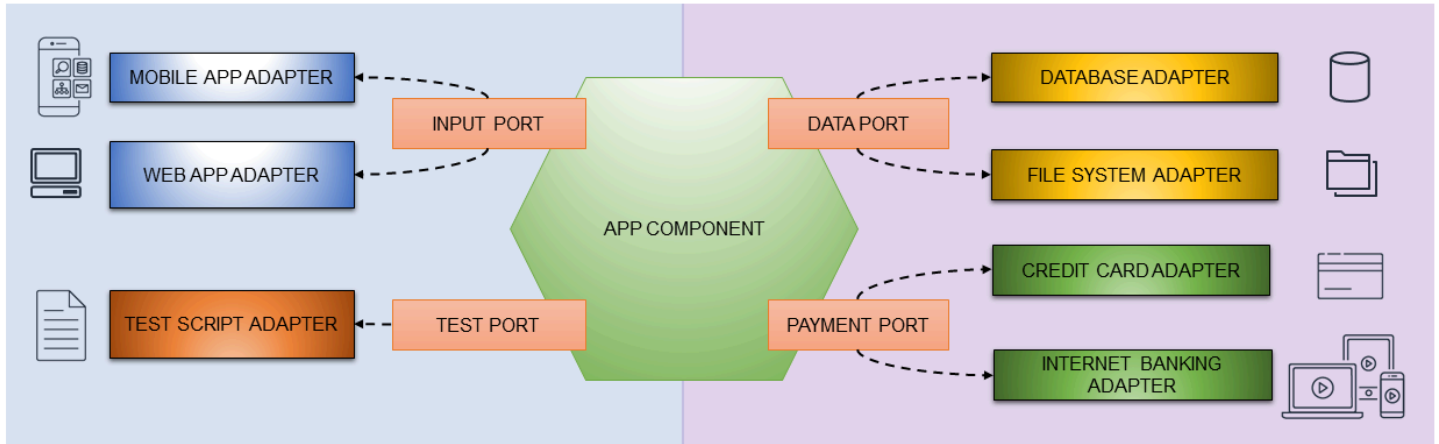 MOBILE APP ADAPTER
INPUT PORT
WEB APP ADAPTER
TEST SCRIPT ADAPTER
TEST PORT
APP COMPONENT
DATA PORT
DATABASE ADAPTER
FILE SYSTEM ADAPTER
PAYMENT PORT
CREDIT CARD ADAPTER
INTERNET BANKING
ADAPTER